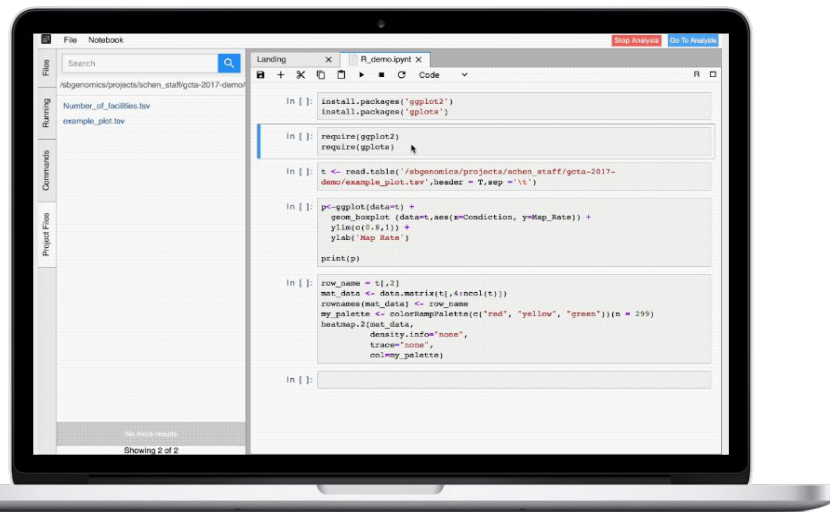 File Notebook
Stop Analysis Go To Analysis
Files
Running
Commands
Project Files
Search
/sbgenomics/projects/schen_staff/gcta-2017-demo/
Number_of_facilities.tsv
example_plot.tsv
No more results
Showing 2 of 2
Landing × R_demo.ipynt ×
Code
R
In [ ]: install.packages('ggplot2')
install.packages('gplots')
In [ ]: require(ggplot2)
require(gplots)
In [ ]: t <- read.table('/sbgenomics/projects/schen_staff/gcta-2017-
demo/example_plot.tsv',header = T,sep ='\t')
In [ ]: p<-ggplot(data=t) +
geom_boxplot (data=t,aes(x=Condiction, y=Map_Rate)) +
ylim(c(0.8,1)) +
ylab('Map Rate')
print(p)
In [ ]: row_name = t[,2]
mat_data <- data.matrix(t[,4:ncol(t)])
rownames(mat_data) <- row_name
my_palette <- colorRampPalette(c("red", "yellow", "green"))(n = 299)
heatmap.2(mat_data,
density.info="none",
trace="none",
col=my_palette)
In [ ]: